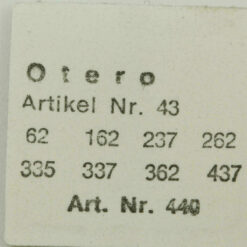 Otero
Artikel Nr. 43
62 162 237 262
335 337 362 437
Art. Nr. 440